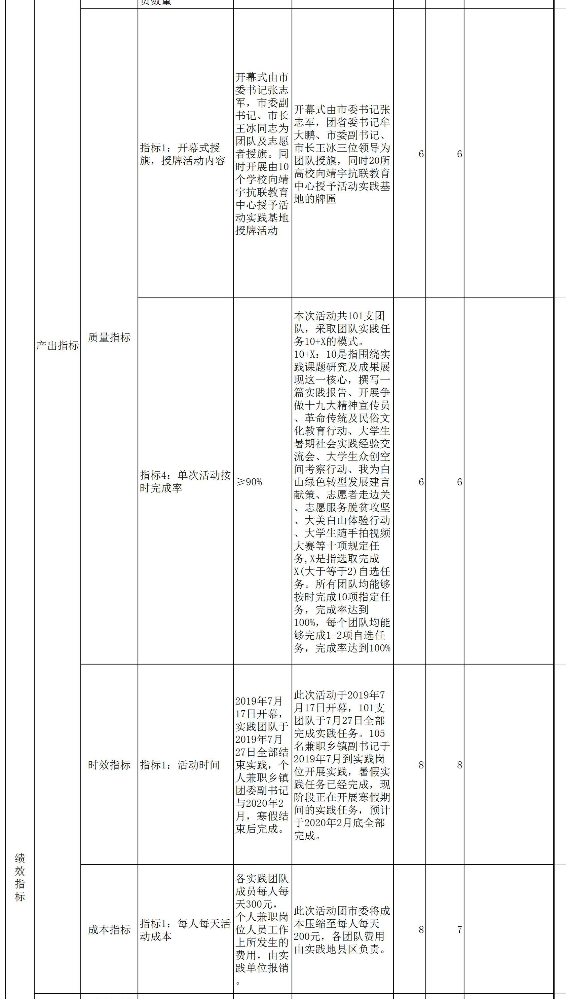 员数量
开幕式由市
委书记张志
军，市委副
书记、市长
王冰同志为
团队及志愿
者授旗。同
时开展由10
个学校向靖
宇抗联教育
中心授予活
动实践基地
授牌活动
开幕式由市委书记张
志军，团省委书记牟
大鹏、市委副书记、
市长王冰三位领导为
团队授旗，同时20所
高校向靖宇抗联教育
中心授予活动实践基
地的牌匾
指标1：开幕式授
旗，授牌活动内容
6
6
产出指标
质量指标
指标4：单次活动按
时完成率
≥90%
本次活动共101支团
队，采取团队实践任
务10+X的模式。
10+X：10是指围绕实
践课题研究及成果展
现这一核心，撰写一
篇实践报告、开展争
做十九大精神宣传员
、革命传统及民俗文
化教育行动、大学生
暑期社会实践经验交
流会、大学生众创空
间考察行动、我为白
山绿色转型发展建言
献策、志愿者走边关
、志愿服务脱贫攻坚
、大美白山体验行动
、大学生随手拍视频
大赛等十项规定任
务,X是指选取完成
X(大于等于2)自选任
务。所有团队均能够
按时完成10项指定任
务，完成率达到
100%，每个团队均能
够完成1-2项自选任
务，完成率达到100%
6
6
时效指标
指标1：活动时间
2019年7月
17日开幕，
实践团队于
2019年7月
27日全部结
束实践，个
人兼职乡镇
团委副书记
与2020年2
月，寒假结
束后完成。
此次活动于2019年7
月17日开幕，101支
团队于7月27日全部
完成实践任务。105
名兼职乡镇副书记于
2019年7月到实践岗
位开展实践，暑假实
践任务已经完成，现
阶段正在开展寒假期
间的实践任务，预计
于2020年2月底全部
完成。
8
8
绩
效
指
标
成本指标
指标1：每人每天活
动成本
各实践团队
成员每人每
天300元，
个人兼职岗
位人员工作
上所发生的
费用，由实
践单位报销
。
此次活动团市委将成
本压缩至每人每天
200元，各团队费用
由实践地县区负责。
8
7